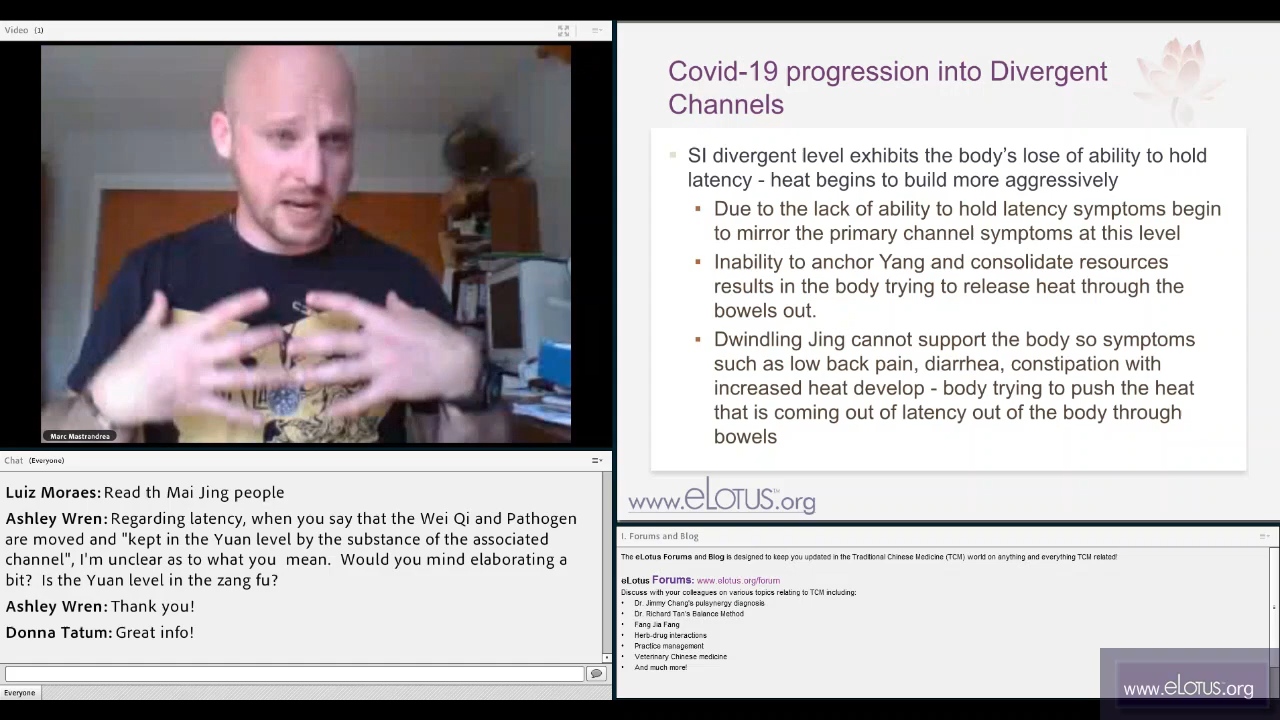 Video (1)
Marc Mastrandrea
Chat (Everyone)
Luiz Moraes: Read th Mai Jing people
Ashley Wren: Regarding latency, when you say that the Wei Qi and Pathogen
are moved and "kept in the Yuan level by the substance of the associated
channel", I'm unclear as to what you mean. Would you mind elaborating a
bit? Is the Yuan level in the zang fu?
Ashley Wren: Thank you!
Donna Tatum: Great info!
Everyone
Covid-19 progression into Divergent
Channels
SI divergent level exhibits the body's lose of ability to hold
latency - heat begins to build more aggressively
Due to the lack of ability to hold latency symptoms begin
to mirror the primary channel symptoms at this level
Inability to anchor Yang and consolidate resources
results in the body trying to release heat through the
bowels out.
Dwindling Jing cannot support the body so symptoms
such as low back pain, diarrhea, constipation with
increased heat develop - body trying to push the heat
that is coming out of latency out of the body through
bowels
www.eLOTUS.org
I. Forums and Blog
The eLotus Forums and Blog is designed to keep you updated in the Traditional Chinese Medicine (TCM) world on anything and everything TCM related!
eLotus Forums: www.elotus.org/forum
Discuss with your colleagues on various topics relating to TCM including:
• Dr. Jimmy Chang's pulsynergy diagnosis
• Dr. Richard Tan's Balance Method
• Fang Jia Fang
• Herb-drug interactions
• Practice management
• Veterinary Chinese medicine
• And much more!
www.eLOTUS.org